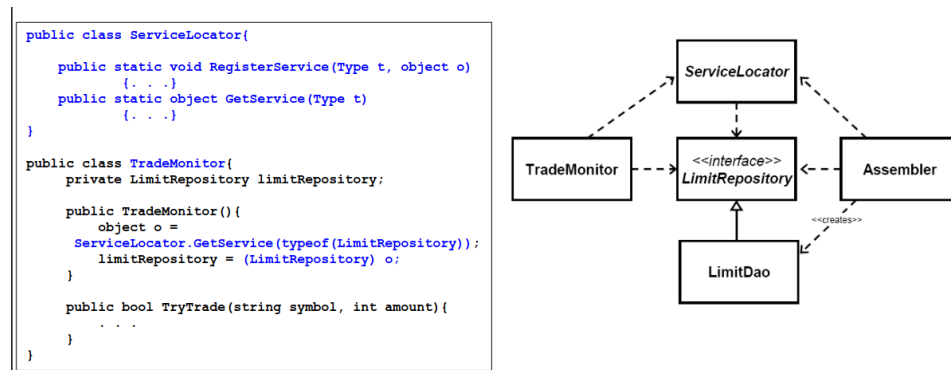 public class ServiceLocator{
public static void RegisterService(Type t, object o)
{. . .}
public static object GetService(Type t)
{. . .}
}
public class TradeMonitor{
private LimitRepository limitRepository;
public TradeMonitor(){
object o =
ServiceLocator.GetService(typeof(LimitRepository));
limitRepository = (LimitRepository) o;
}
public bool TryTrade(string symbol, int amount){
. . .
}
}
ServiceLocator
TradeMonitor
<<interface>>
LimitRepository
Assembler
<<creates>>
LimitDao